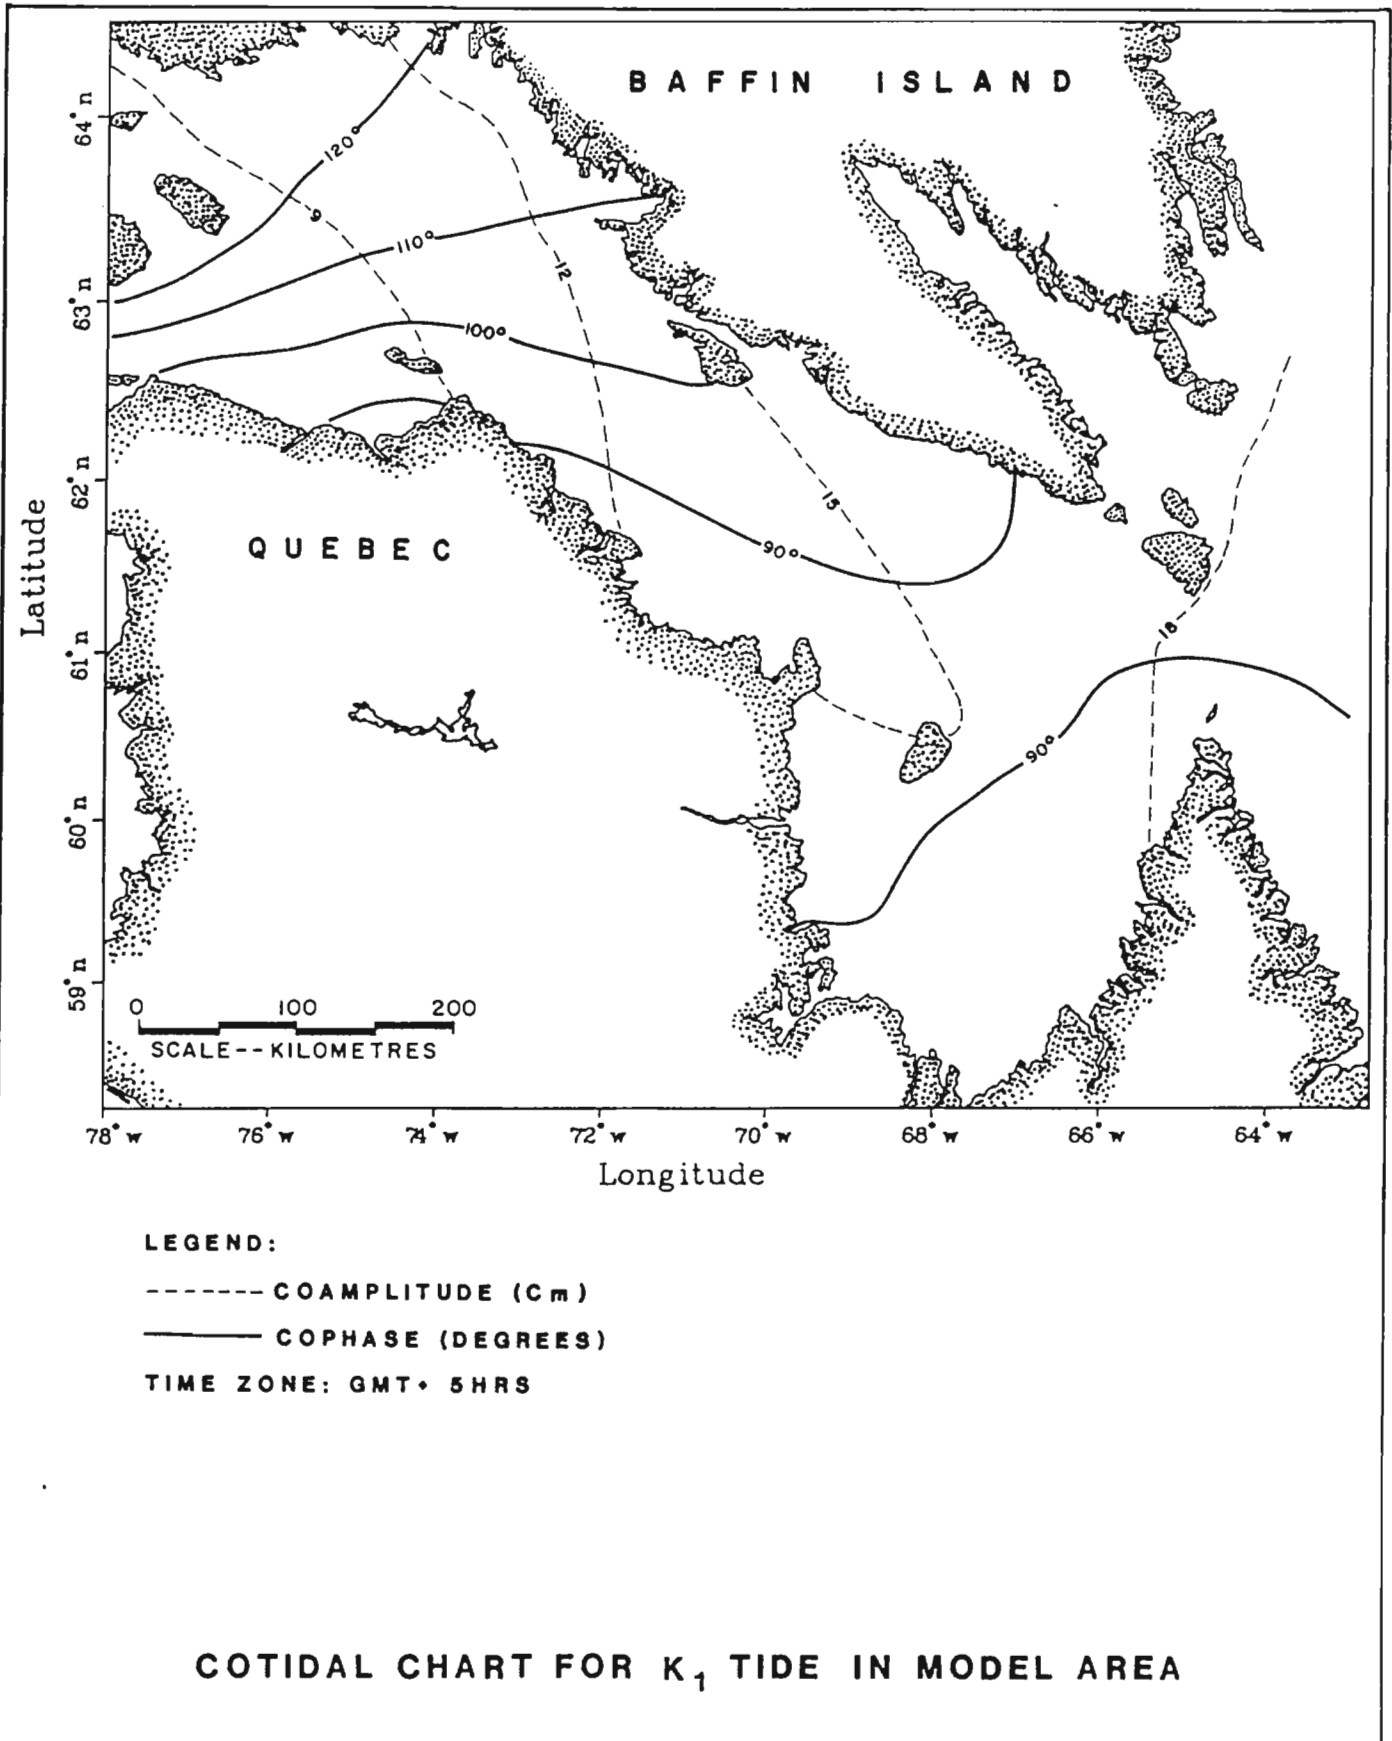 BAFFIN ISLAND
64°n
120°
9
110°
12
63°n
100°
62°n
15
QUEBEC
90°
Latitude
18
61°n
90°
60°n
59°n
0 100 200
SCALE--KILOMETRES
78°w 76°w 74°w 72°w 70°w 68°w 66°w 64°w
Longitude
LEGEND:
------- COAMPLITUDE (Cm)
COPHASE (DEGREES)
TIME ZONE: GMT+ 5HRS
COTIDAL CHART FOR K1 TIDE IN MODEL AREA